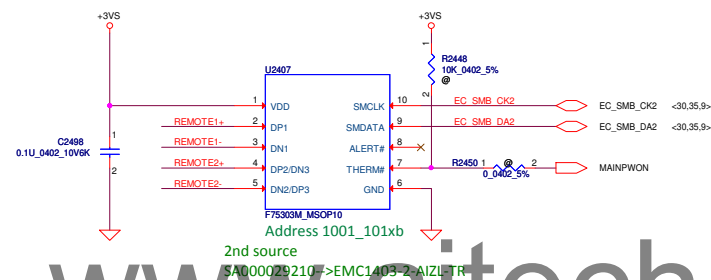 +3VS
+3VS
R2448
10K_0402_5%
@
1
2
U2407
1
VDD
SMCLK
10
EC_SMB_CK2
EC_SMB_CK2
<30,35,9>
REMOTE1+
2
DP1
SMDATA
9
EC_SMB_DA2
EC_SMB_DA2
<30,35,9>
C2498
0.1U_0402_10V6K
1
2
REMOTE1-
3
DN1
ALERT#
8
REMOTE2+
4
DP2/DN3
THERM#
7
R2450
1
@
2
0_0402_5%
MAINPWON
REMOTE2-
5
DN2/DP3
GND
6
F75303M_MSOP10
Address 1001_101xb
2nd source
SA000029210-->EMC1403-2-AIZL-TR